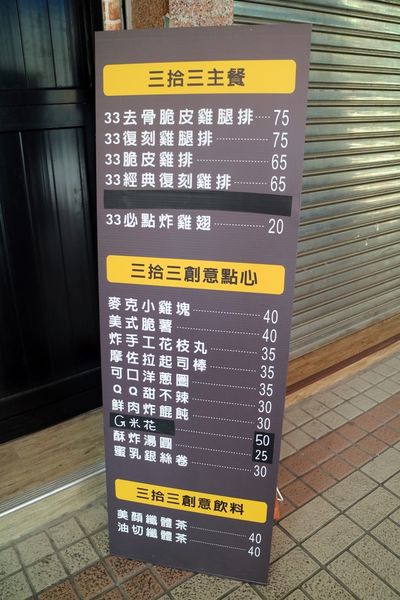 三拾三主餐
33去骨脆皮雞腿排 75
33復刻雞腿排 75
33脆皮雞排 65
33經典復刻雞排 65
33必點炸雞翅 20
三拾三創意點心
麥克小雞塊 40
美式脆薯 40
炸手工花枝丸 35
摩佐拉起司棒 35
可口洋蔥圈 35
QQ甜不辣 30
鮮肉炸餛飩 30
G米花 50
酥炸湯圓 25
蜜乳銀絲卷 30
三拾三創意飲料
美顏纖體茶 40
油切纖體茶 40